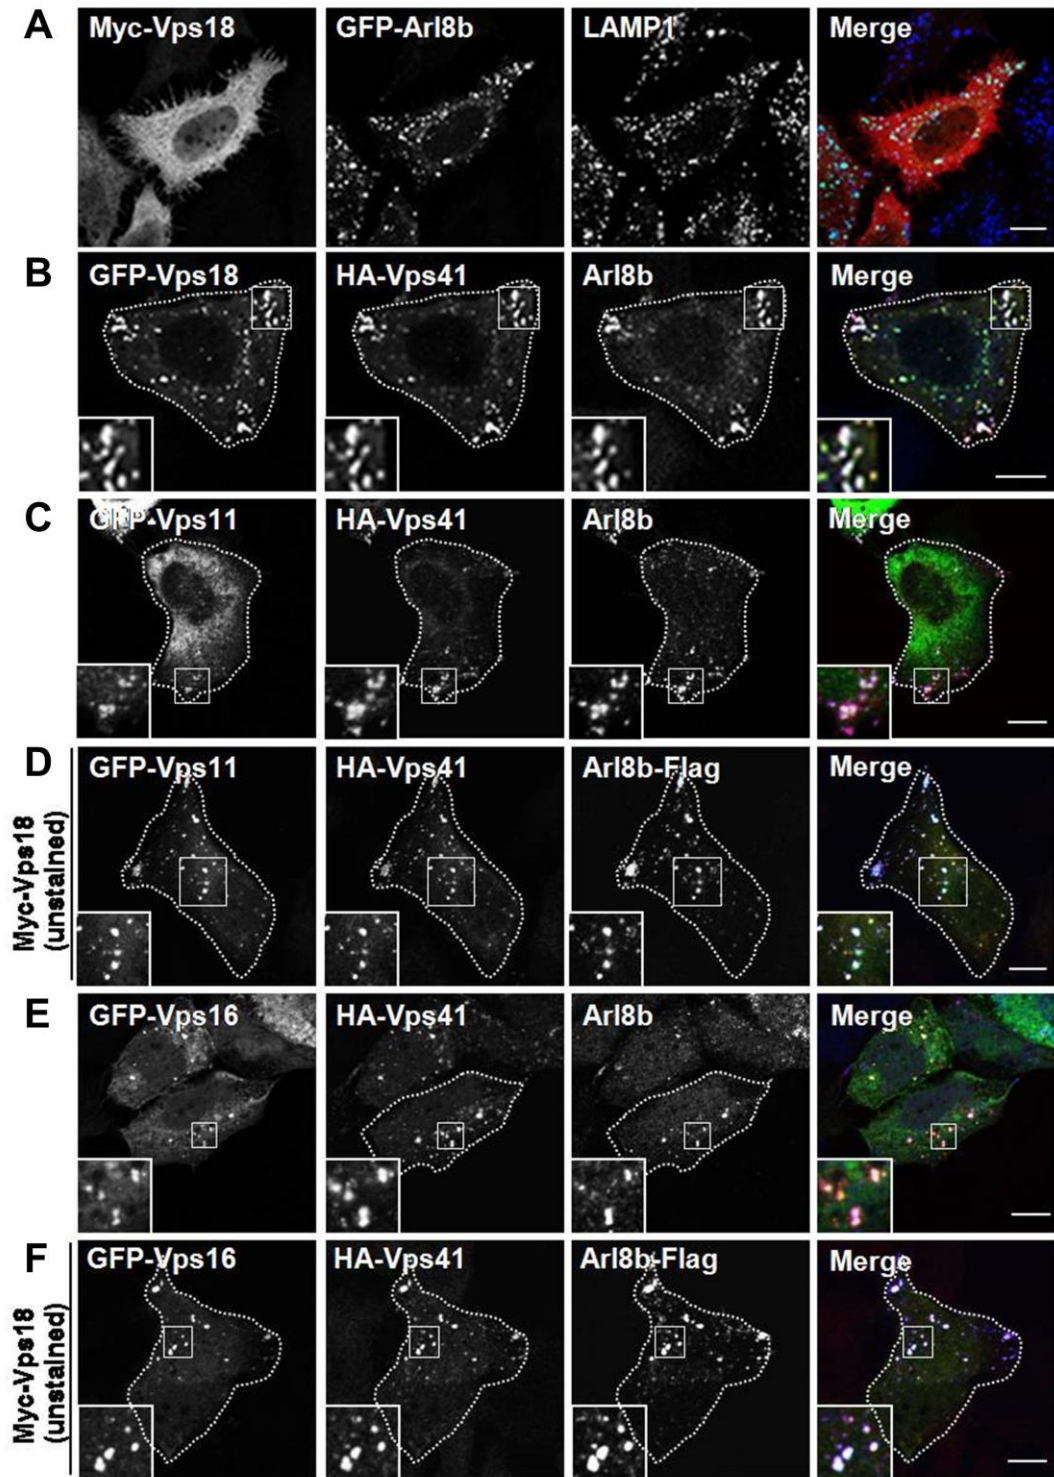 A
Myc-Vps18 GFP-Arl8b LAMP1 Merge
B
GFP-Vps18 HA-Vps41 Arl8b Merge
C
GFP-Vps11 HA-Vps41 Arl8b Merge
D
Myc-Vps18
(unstained)
GFP-Vps11 HA-Vps41 Arl8b-Flag Merge
E
GFP-Vps16 HA-Vps41 Arl8b Merge
F
Myc-Vps18
(unstained)
GFP-Vps16 HA-Vps41 Arl8b-Flag Merge